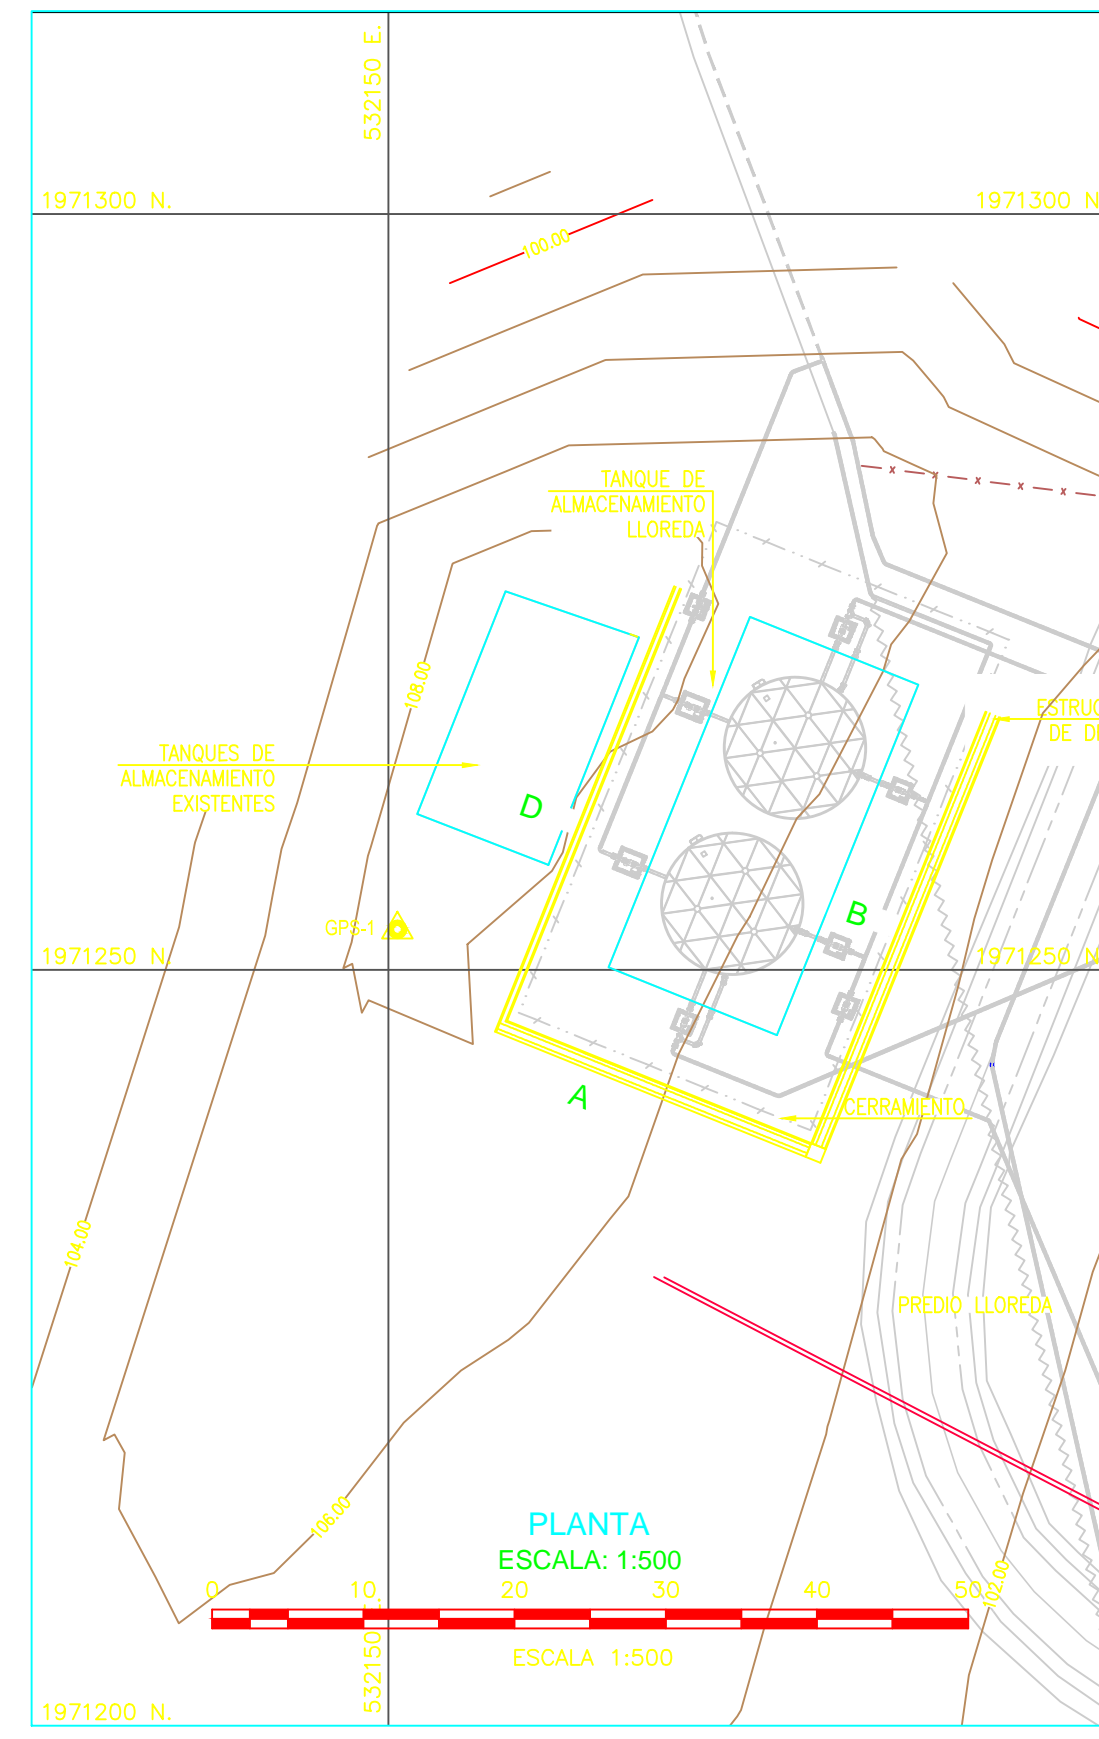 532150 E.
1971300 N.
1971300 N
100.00
TANQUE DE
ALMACENAMIENTO
LLOREDA
108.00
ESTRUC
DE DE
TANQUES DE
ALMACENAMIENTO
EXISTENTES
D
B
GPS-1
1971250 N.
1971250 N
A
CERRAMIENTO
104.00
PREDIO LLOREDA
106.00
PLANTA
ESCALA: 1:500
102.00
0 10 20 30 40 50
ESCALA 1:500
532150 E.
1971200 N.